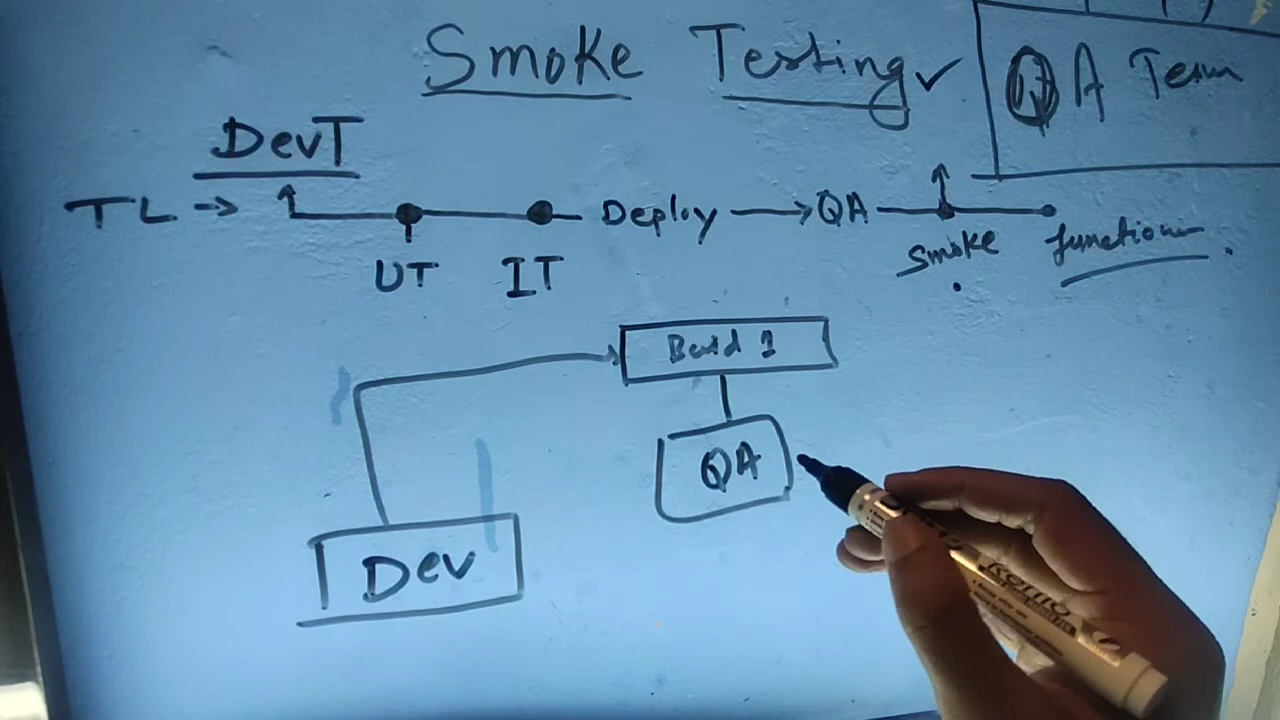 Smoke Testing ✓
QA Team
DevT
TL → Deploy → QA
UT IT
Smoke function
Build 1
QA
Dev